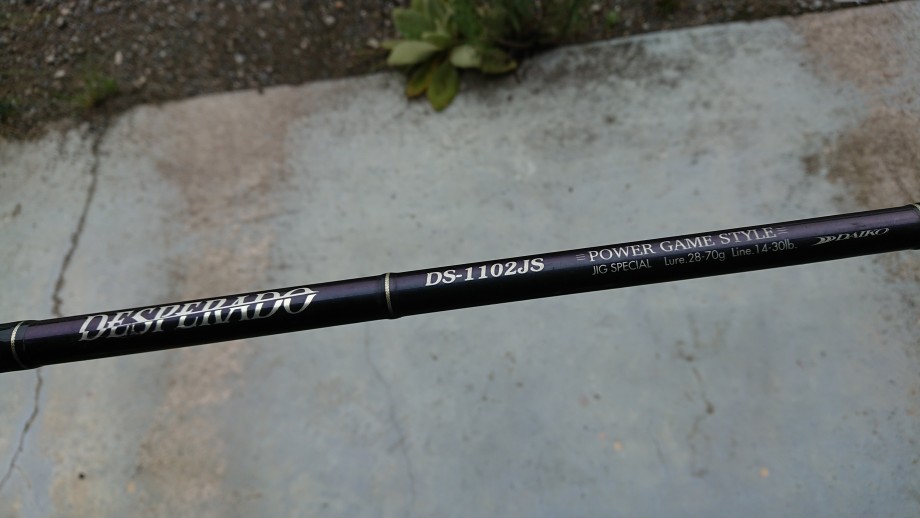 DESPERADO
DS-1102JS
POWER GAME STYLE
JIG SPECIAL Lure.28-70g Line.14-30lb.
DAIKO